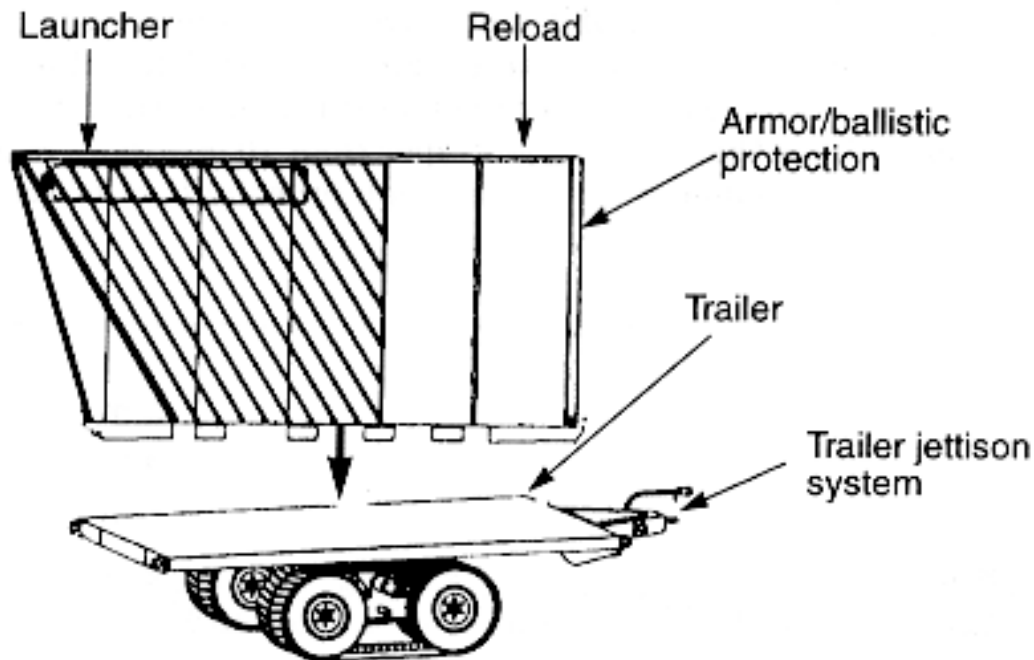 Launcher
Reload
Armor/ballistic
protection
Trailer
Trailer jettison
system